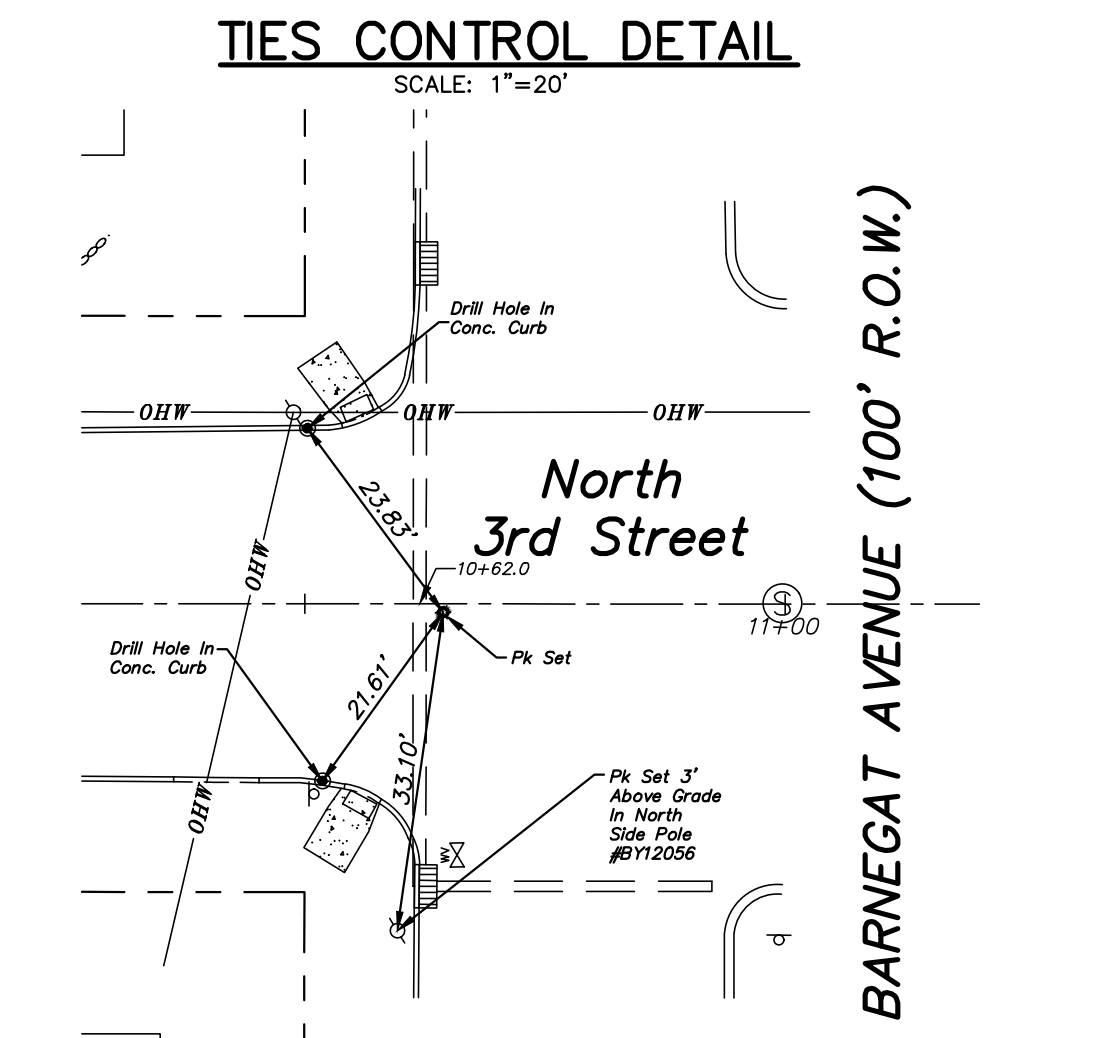 TIES CONTROL DETAIL
SCALE: 1"=20'
Drill Hole In
Conc. Curb
OHW
OHW
OHW
BARNEGAT AVENUE (100' R.O.W.)
North
3rd Street
23.83'
OHW
10+62.0
S
11+00
Drill Hole In
Conc. Curb
Pk Set
21.61'
33.10'
OHW
Pk Set 3'
Above Grade
In North
Side Pole
#BY12056
WV